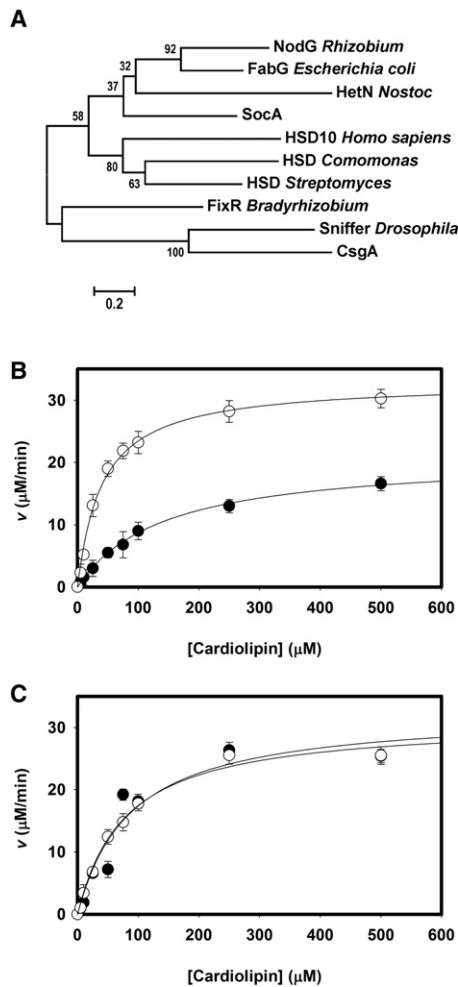 A
92
NodG Rhizobium
32
FabG Escherichia coli
37
HetN Nostoc
58
SocA
HSD10 Homo sapiens
80
HSD Comomonas
63
HSD Streptomyces
FixR Bradyrhizobium
Sniffer Drosophila
100
CsgA
0.2
B
30
20
10
0
v (μM/min)
0 100 200 300 400 500 600
[Cardiolipin] (μM)
C
30
20
10
0
v (μM/min)
0 100 200 300 400 500 600
[Cardiolipin] (μM)